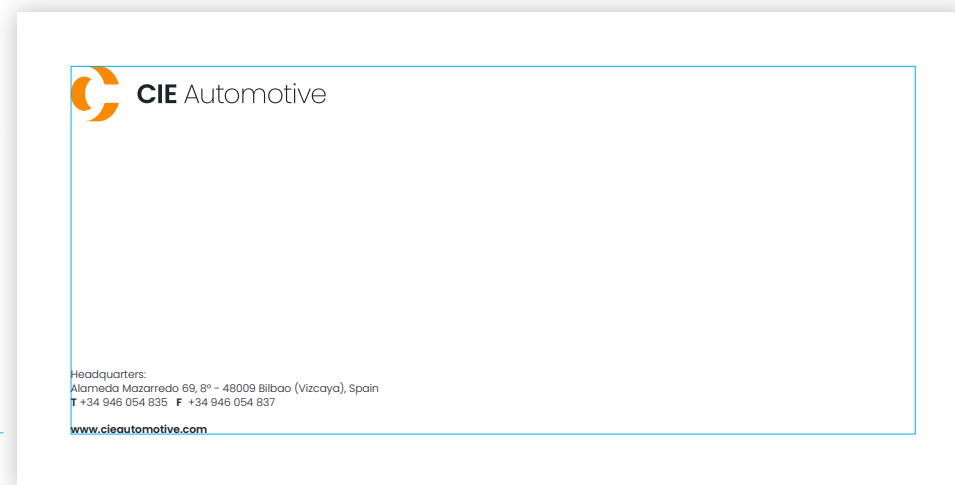 CIE Automotive
Headquarters:
Alameda Mazarredo 69, 8º - 48009 Bilbao (Vizcaya), Spain
T +34 946 054 835 F +34 946 054 837
www.cieautomotive.com